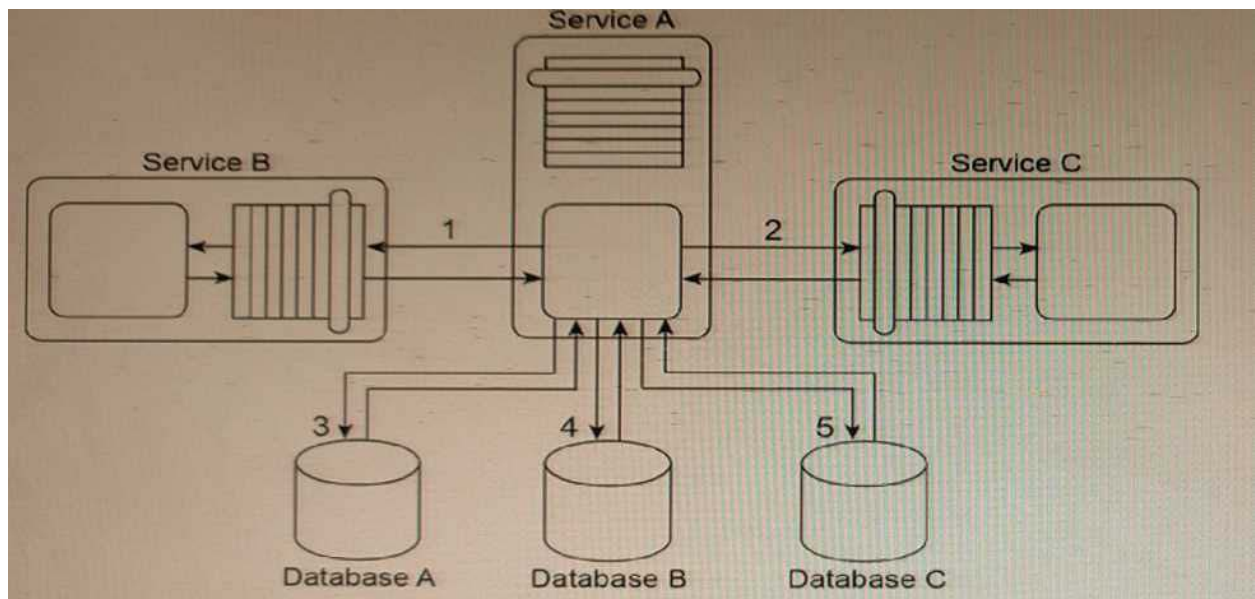 Service A
Service B
Service C
1
2
3
4
5
Database A
Database B
Database C